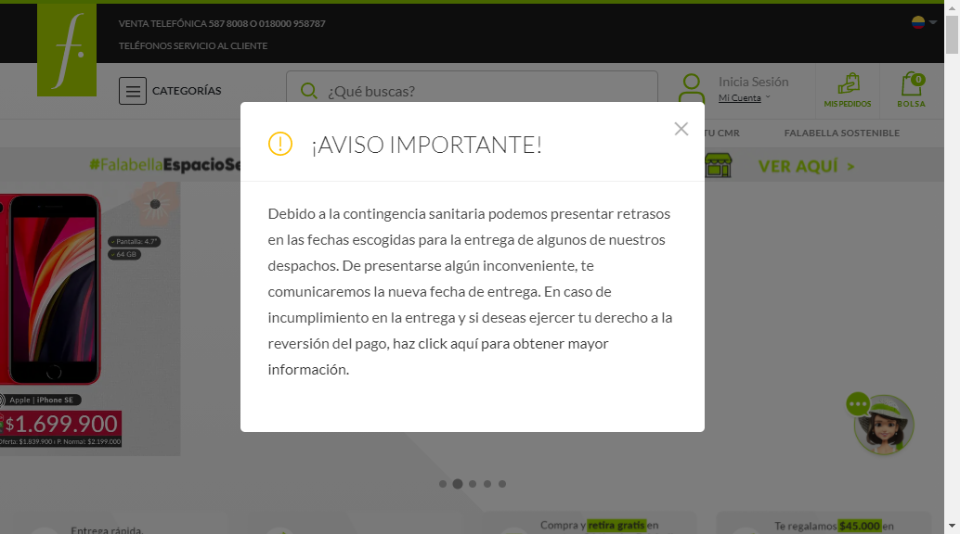 VENTA TELEFÓNICA 587 8008 O 018000 958787
TELÉFONOS SERVICIO AL CLIENTE
f.
CATEGORÍAS
¿Qué buscas?
Inicia Sesión
Mi Cuenta
MIS PEDIDOS
0
BOLSA
TU CMR
FALABELLA SOSTENIBLE
#FalabellaEspacioSe
VER AQUÍ >
¡AVISO IMPORTANTE!
Debido a la contingencia sanitaria podemos presentar retrasos
en las fechas escogidas para la entrega de algunos de nuestros
despachos. De presentarse algún inconveniente, te
comunicaremos la nueva fecha de entrega. En caso de
incumplimiento en la entrega y si deseas ejercer tu derecho a la
reversión del pago, haz click aquí para obtener mayor
información.
Pantalla: 4.7"
64 GB
Apple | iPhone SE
$1.699.900
Oferta: $1.839.900 | P. Normal: $2.199.000
Entrega rápida,
Compra y retira gratis en
Te regalamos $45.000 en